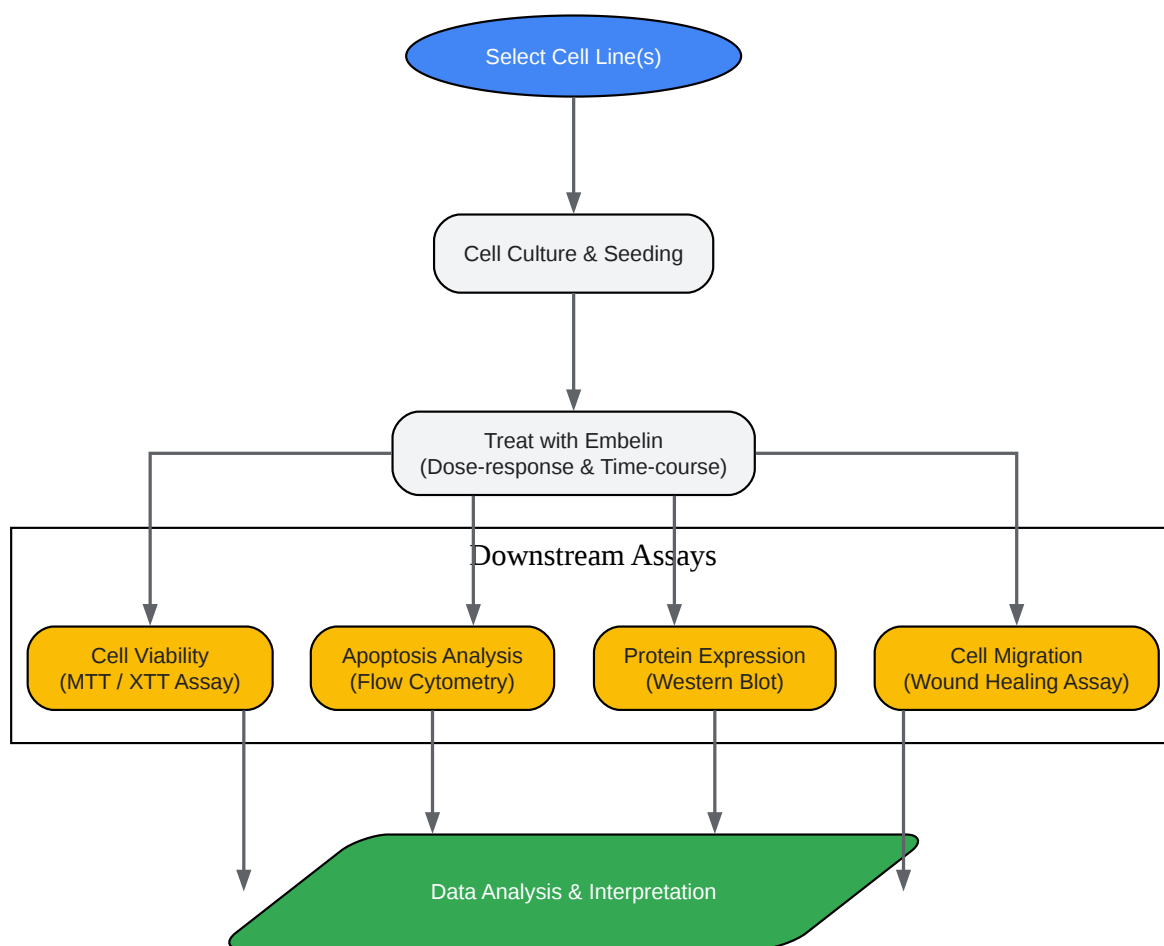 Select Cell Line(s)
Cell Culture & Seeding
Treat with Embelin
(Dose-response & Time-course)
Downstream Assays
Cell Viability
(MTT / XTT Assay)
Apoptosis Analysis
(Flow Cytometry)
Protein Expression
(Western Blot)
Cell Migration
(Wound Healing Assay)
Data Analysis & Interpretation